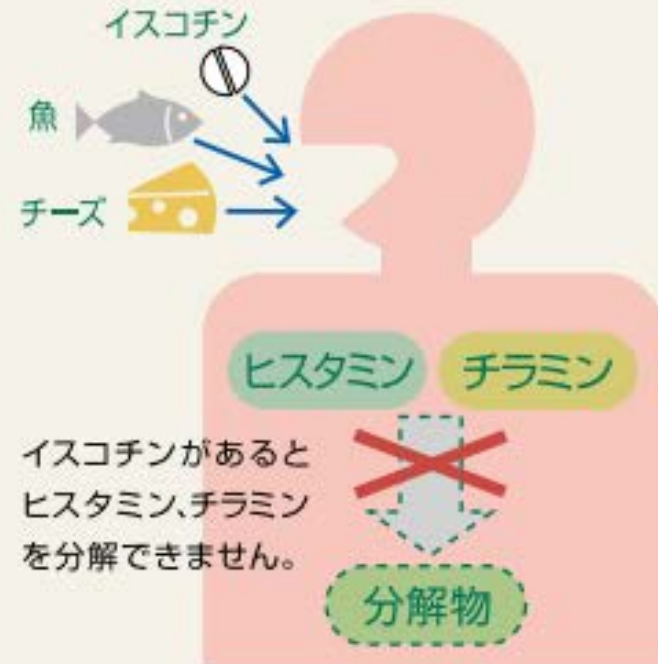 イスコチン
魚
チーズ
ヒスタミン
チラミン
イスコチンがあると
ヒスタミン、チラミン
を分解できません。
分解物